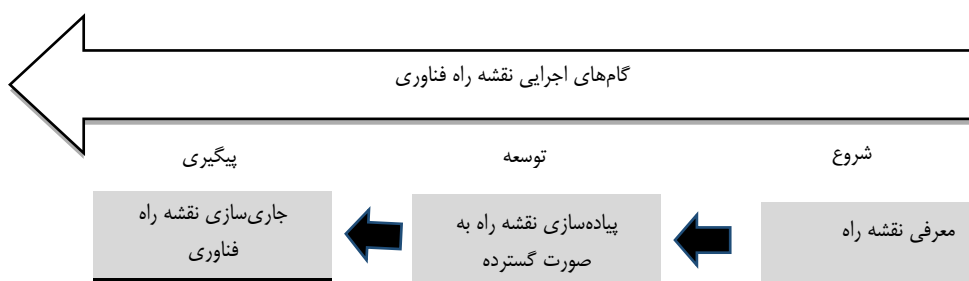 گام‌های اجرایی نقشه راه فناوری
شروع
توسعه
پیگیری
معرفی نقشه راه
پیاده‌سازی نقشه راه به
صورت گسترده
جاری‌سازی نقشه راه
فناوری